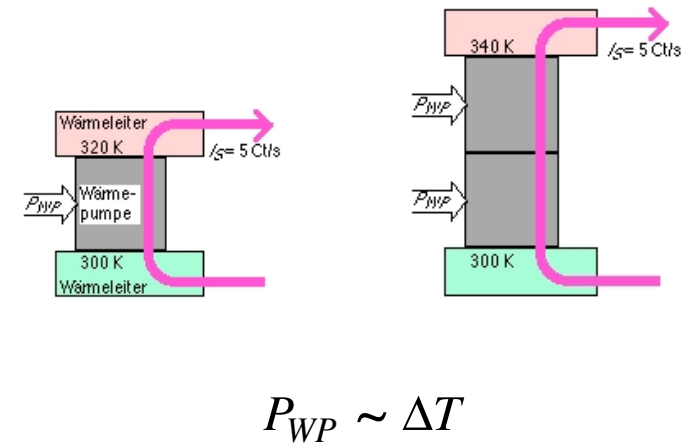 Wärmeleiter
320 K
I_S = 5 Ct/s
P_WP
Wärme-
pumpe
300 K
Wärmeleiter
340 K
I_S = 5 Ct/s
P_WP
P_WP
300 K
P_WP ~ ΔT